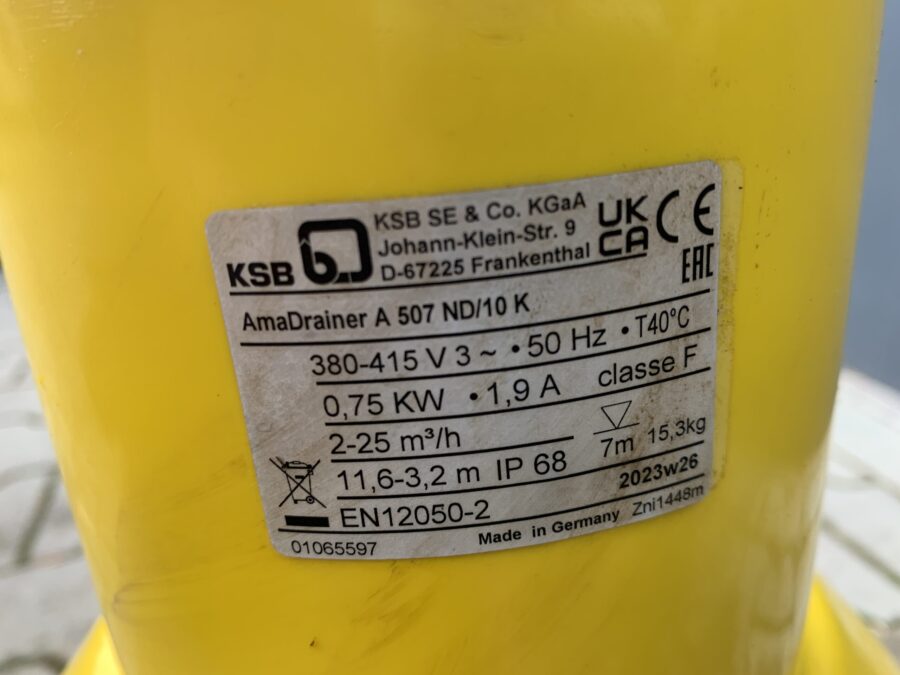 KSB
KSB SE & Co. KGaA
Johann-Klein-Str. 9
D-67225 Frankenthal
UK
CA
CE
EAC
AmaDrainer A 507 ND/10 K
380-415 V 3 ~ • 50 Hz • T40°C
0,75 KW • 1,9 A classe F
2-25 m³/h
7m 15,3kg
11,6-3,2 m IP 68
2023w26
EN12050-2
Made in Germany Zni1448m
01065597